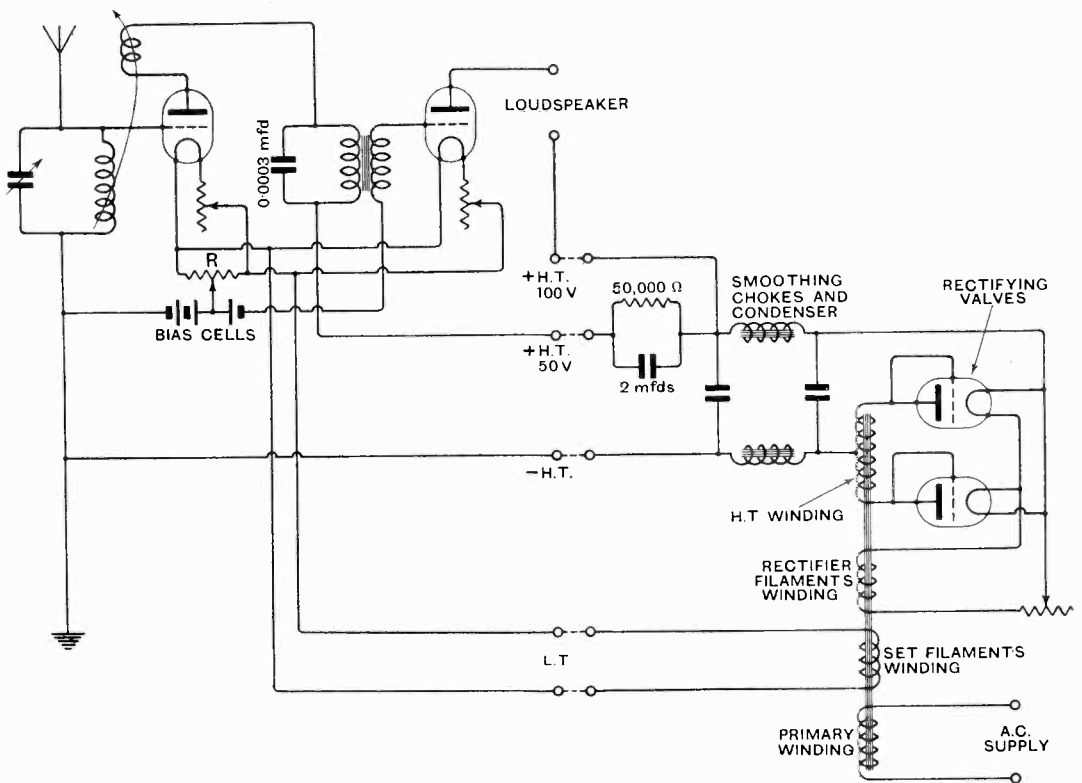 LOUDSPEAKER
0·0003 mfd
R
BIAS CELLS
+H.T.
100 V
+H.T.
50 V
50,000 Ω
2 mfds
SMOOTHING
CHOKES AND
CONDENSER
RECTIFYING
VALVES
−H.T.
H.T WINDING
RECTIFIER
FILAMENTS
WINDING
L.T
SET FILAMENTS
WINDING
PRIMARY
WINDING
A.C.
SUPPLY